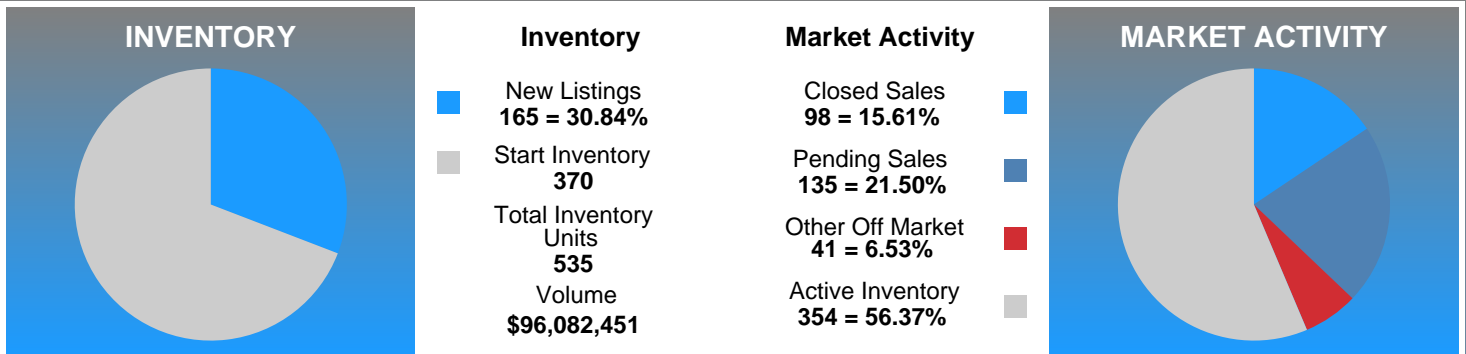 INVENTORY
Inventory
New Listings
165 = 30.84%
Start Inventory
370
Total Inventory
Units
535
Volume
$96,082,451
Market Activity
Closed Sales
98 = 15.61%
Pending Sales
135 = 21.50%
Other Off Market
41 = 6.53%
Active Inventory
354 = 56.37%
MARKET ACTIVITY